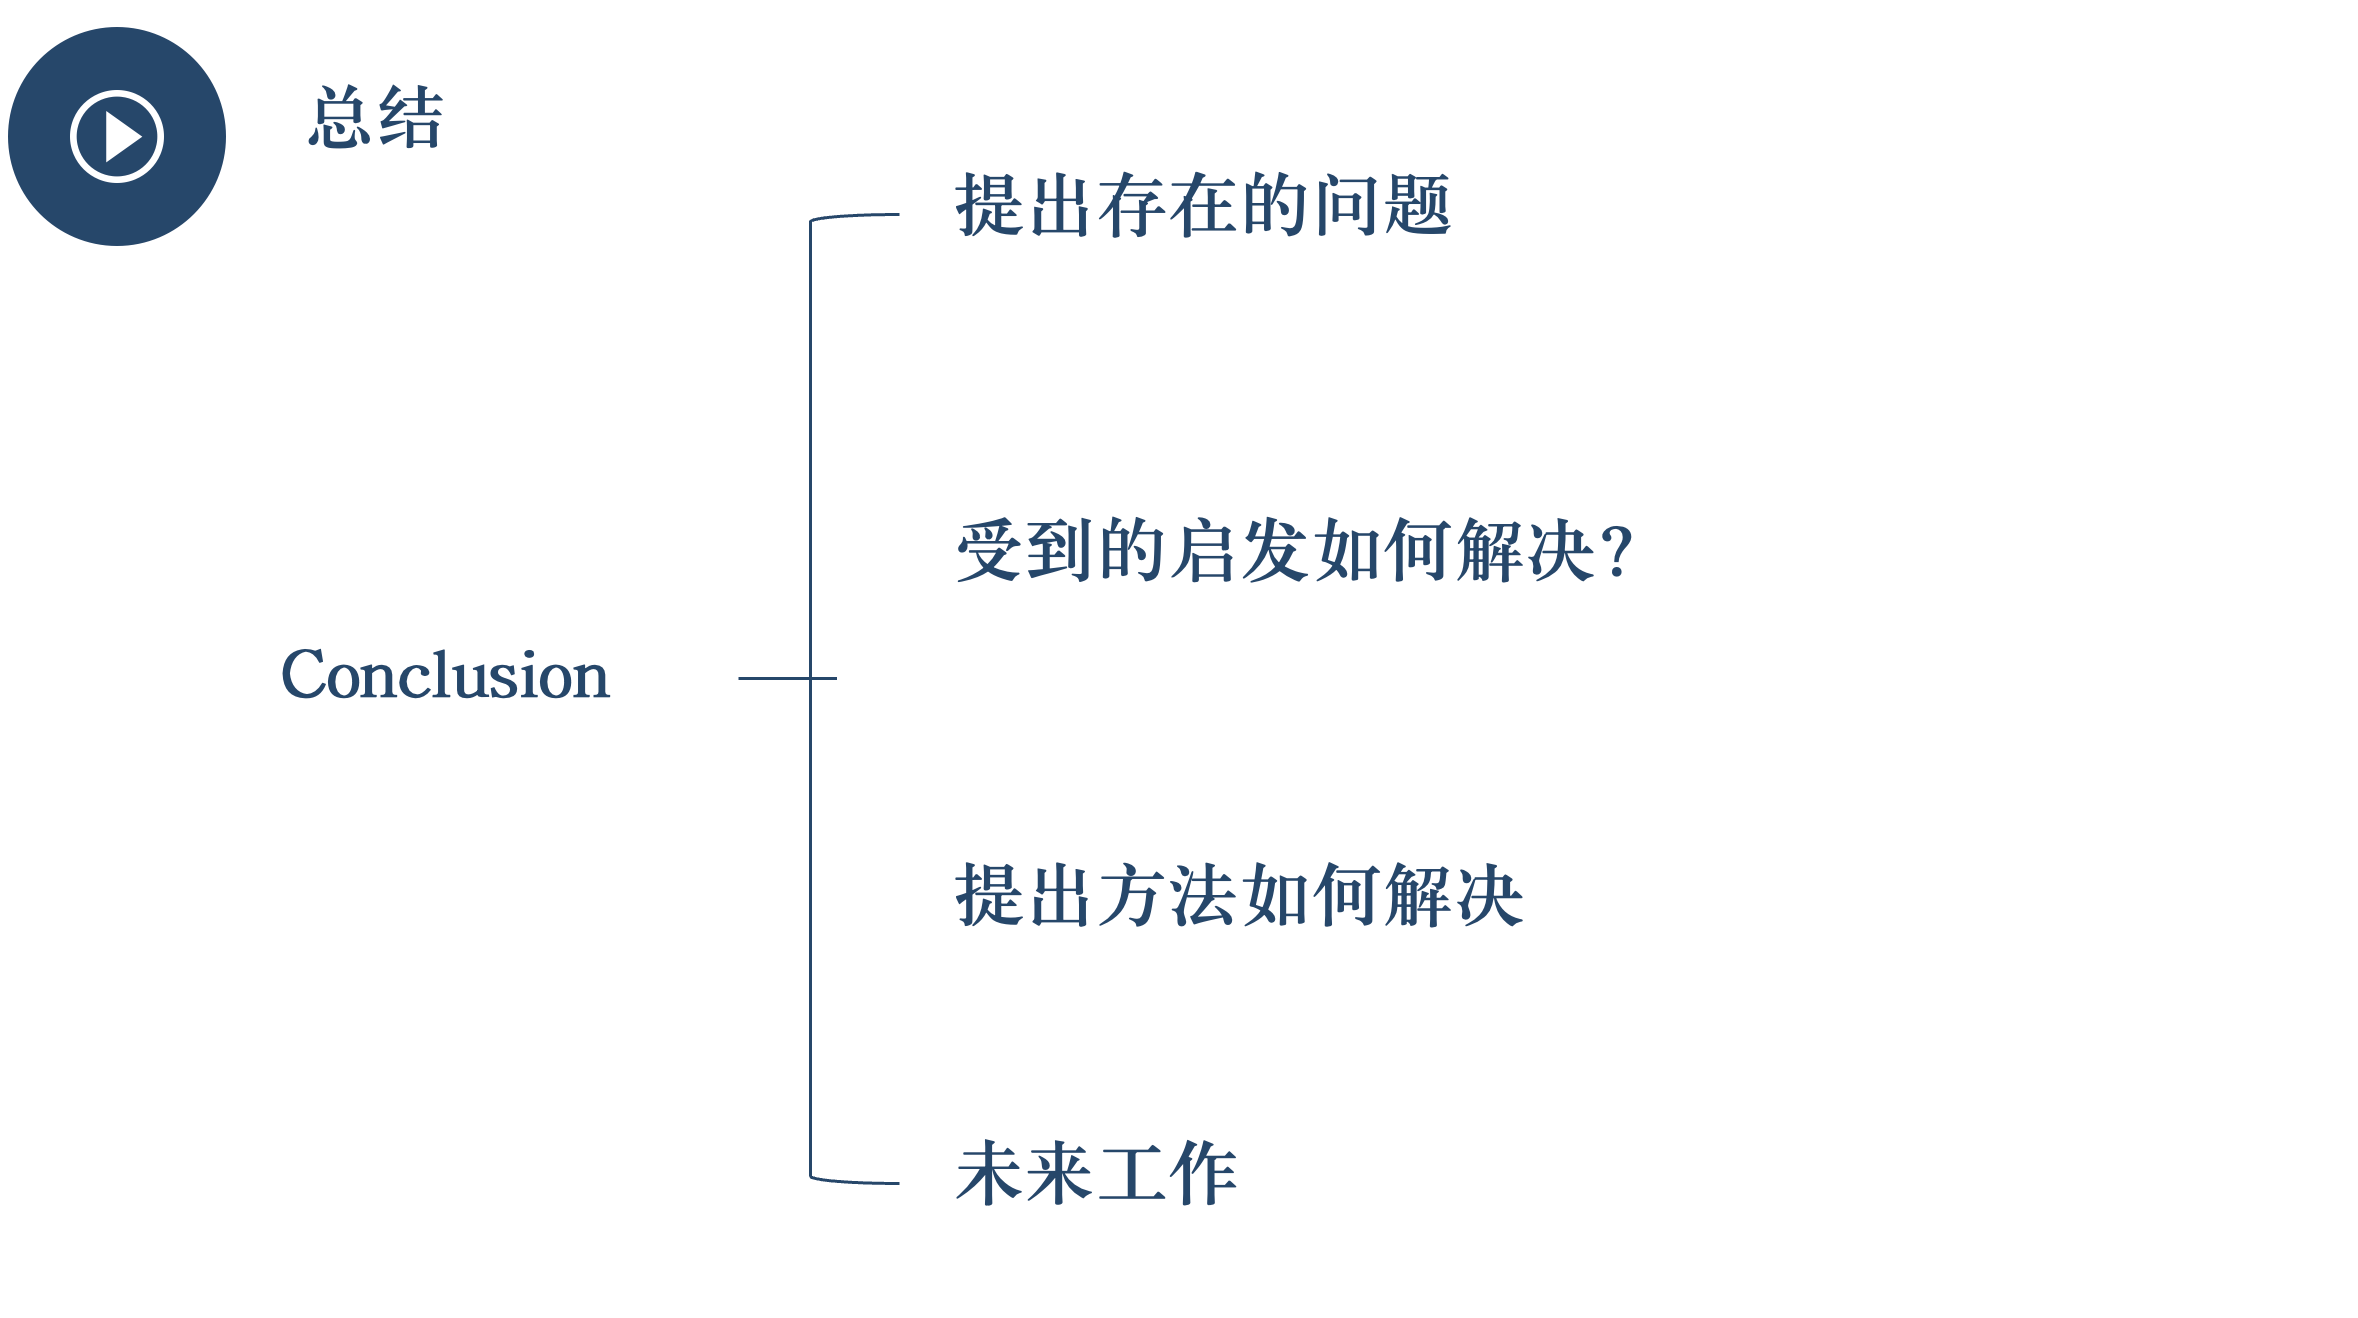 总结
提出存在的问题
受到的启发如何解决?
Conclusion
提出方法如何解决
未来工作